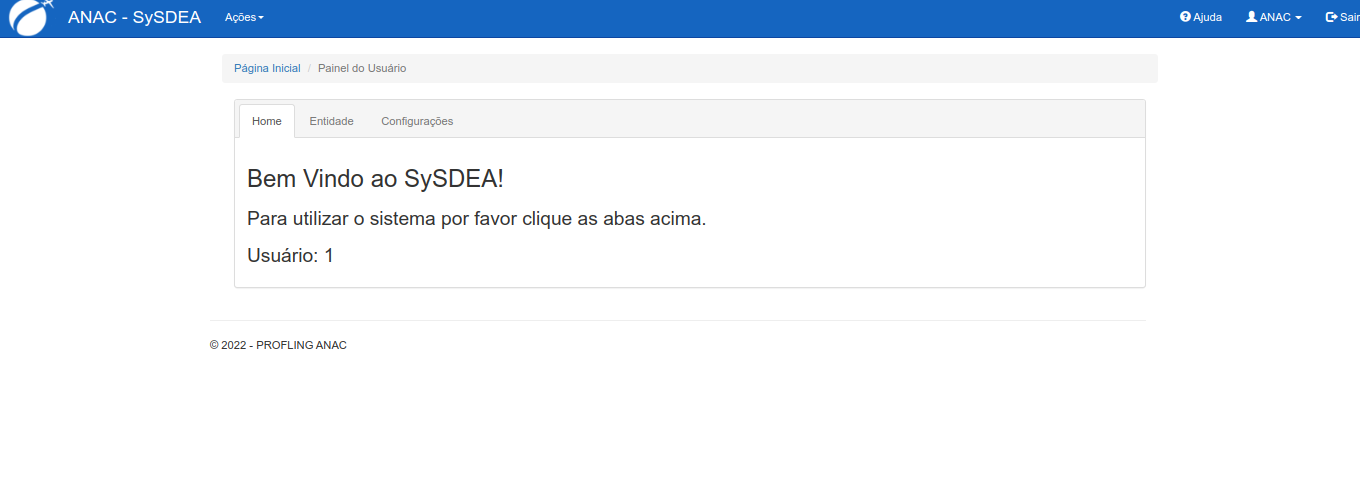 ANAC - SySDEA Ações Ajuda ANAC Sair
Página Inicial / Painel do Usuário
Home Entidade Configurações
Bem Vindo ao SySDEA!
Para utilizar o sistema por favor clique as abas acima.
Usuário: 1
© 2022 - PROFLING ANAC